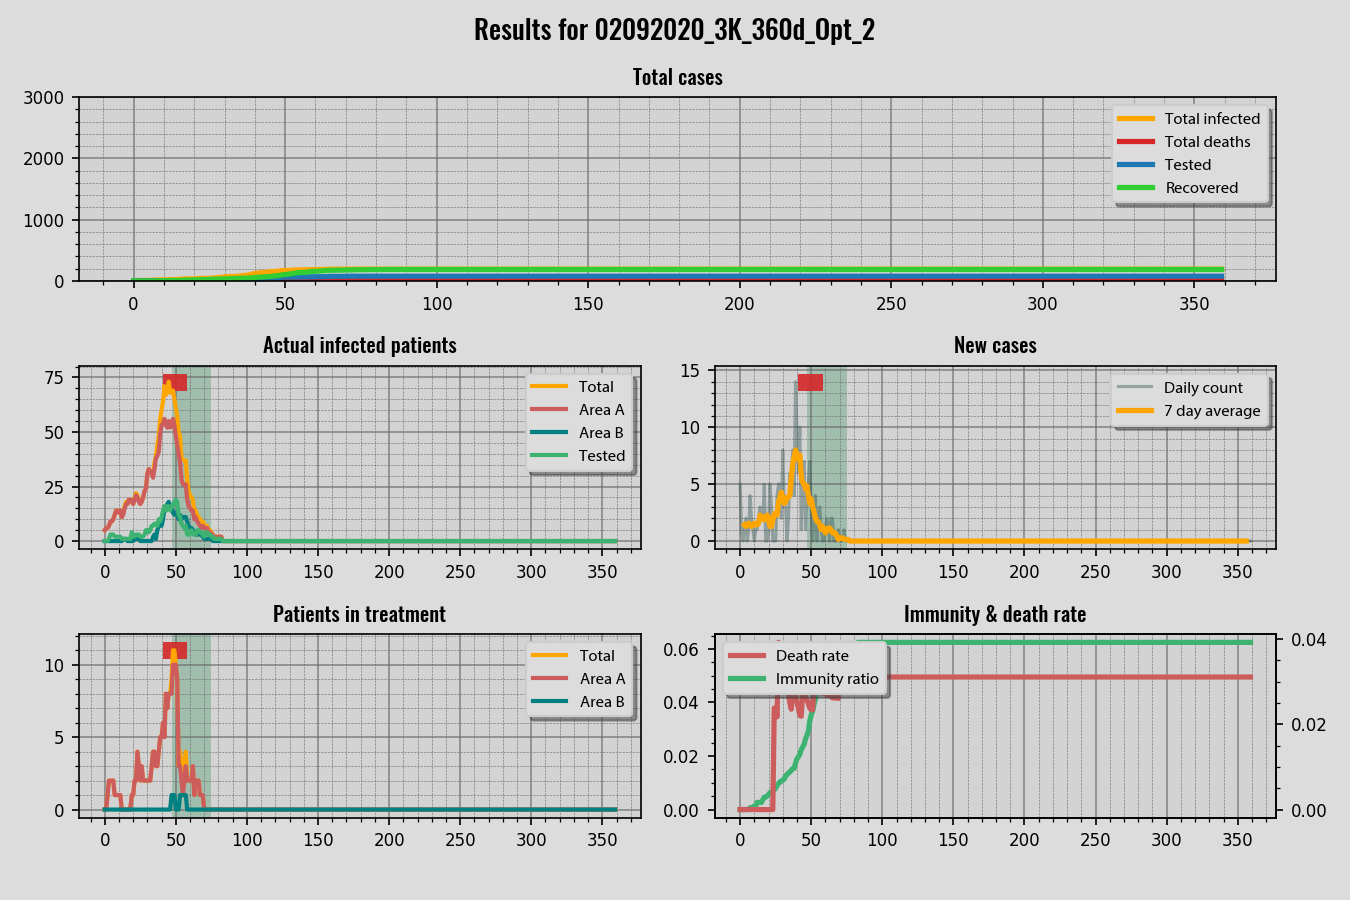 Results for 02092020_3K_360d_Opt_2
Total cases
3000
2000
1000
0
Total infected
Total deaths
Tested
Recovered
0 50 100 150 200 250 300 350
Actual infected patients
75
50
25
0
Total
Area A
Area B
Tested
0 50 100 150 200 250 300 350
New cases
15
10
5
0
Daily count
7 day average
0 50 100 150 200 250 300 350
Patients in treatment
10
5
0
Total
Area A
Area B
0 50 100 150 200 250 300 350
Immunity & death rate
0.06
0.04
0.02
0.00
Death rate
Immunity ratio
0.04
0.02
0.00
0 50 100 150 200 250 300 350